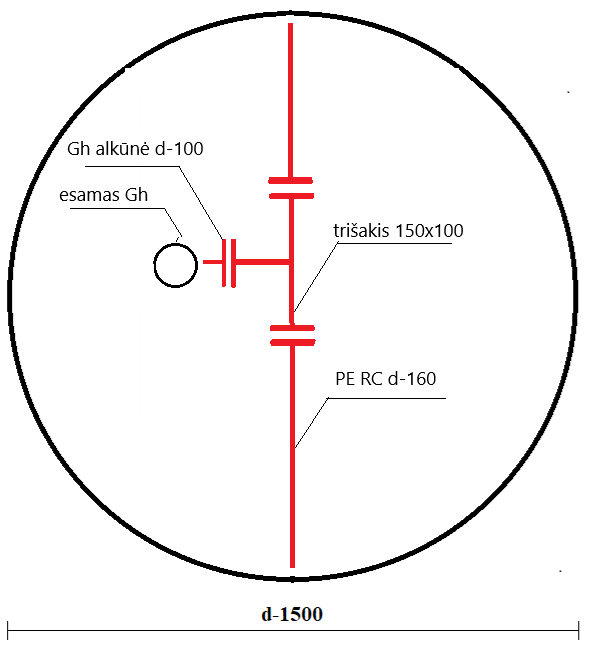 Gh alkūnė d-100
esamas Gh
trišakis 150x100
PE RC d-160
d-1500